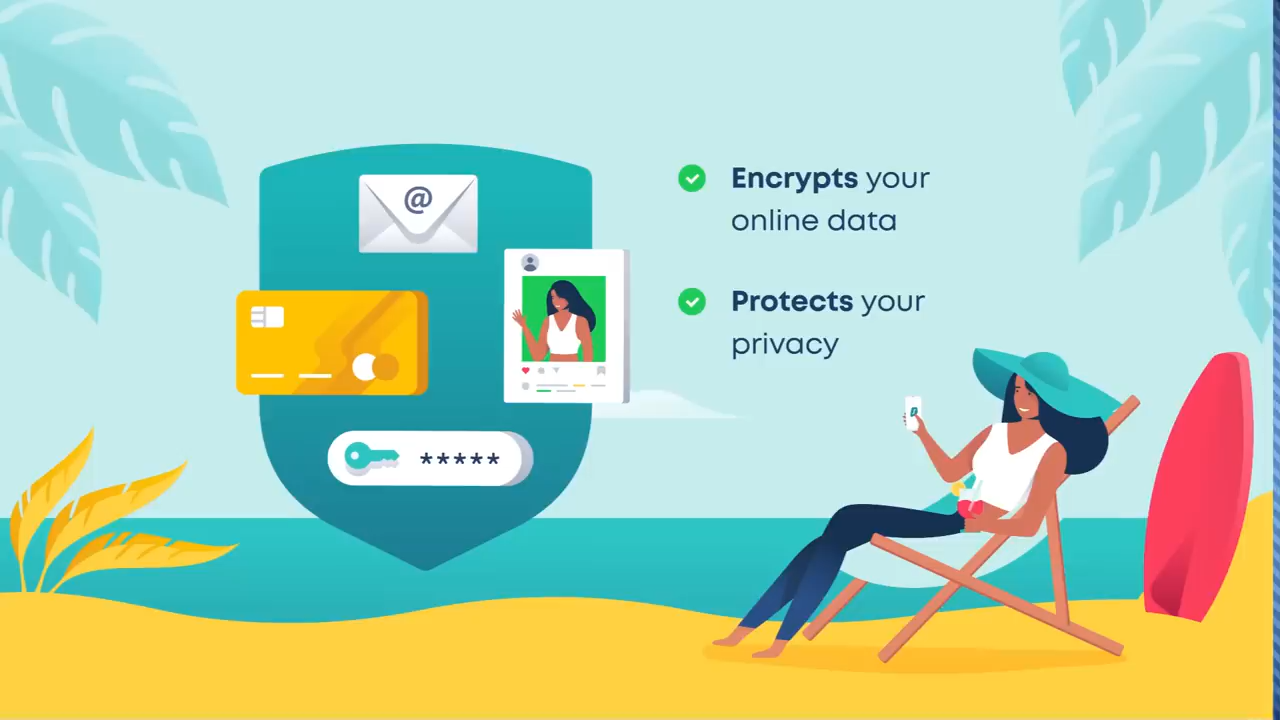 @
*****
Encrypts your
online data
Protects your
privacy